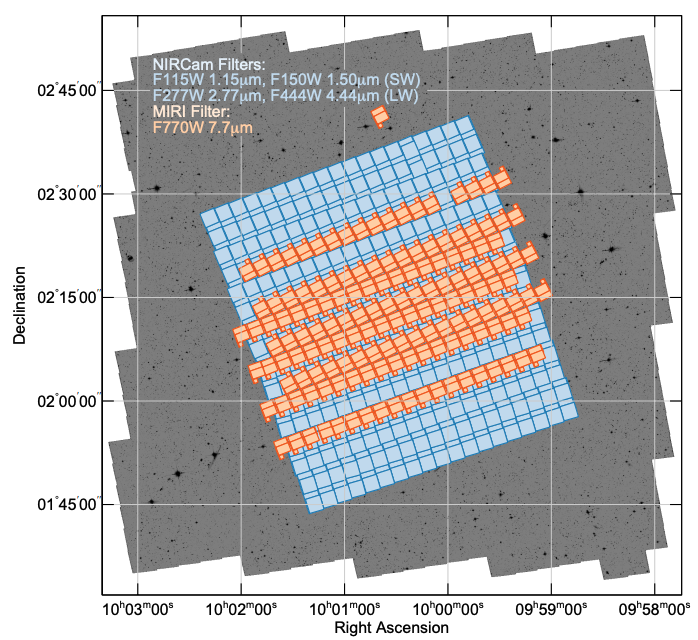 NIRCam Filters:
F115W 1.15μm, F150W 1.50μm (SW)
F277W 2.77μm, F444W 4.44μm (LW)
MIRI Filter:
F770W 7.7μm
02°45′00″
02°30′00″
02°15′00″
02°00′00″
01°45′00″
Declination
10h03m00s 10h02m00s 10h01m00s 10h00m00s 09h59m00s 09h58m00s
Right Ascension